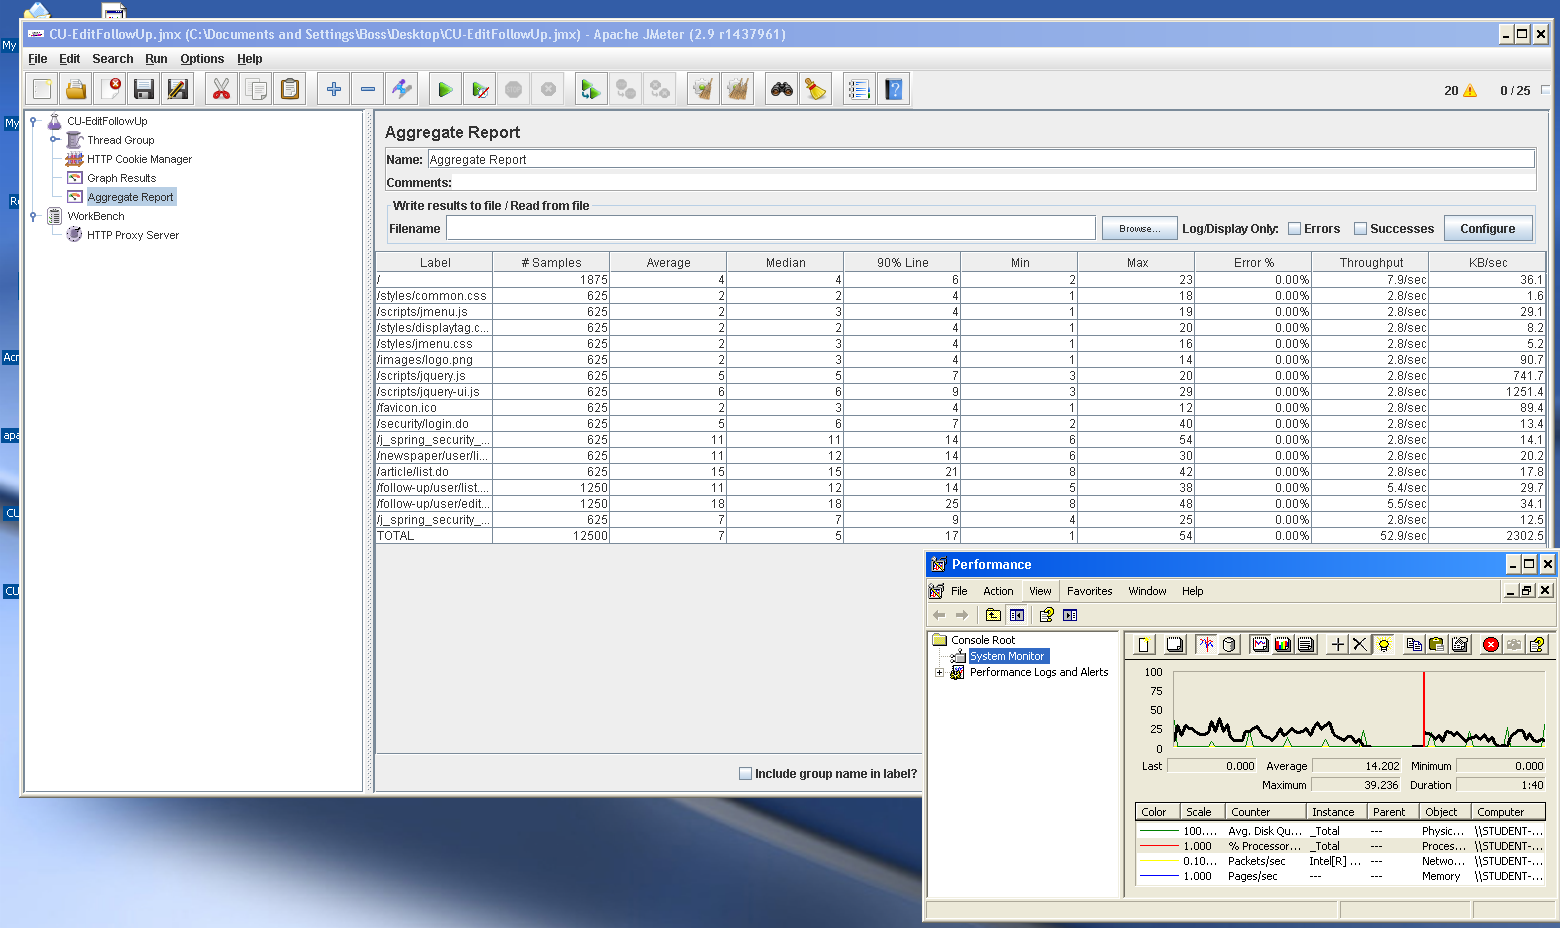 CU-EditFollowUp.jmx (C:\Documents and Settings\Boss\Desktop\CU-EditFollowUp.jmx) - Apache JMeter (2.9 r1437961)
File Edit Search Run Options Help
20 0 / 25
My
My
Acr
apa
CU
CU
CU-EditFollowUp
Thread Group
HTTP Cookie Manager
Graph Results
Aggregate Report
WorkBench
HTTP Proxy Server
Aggregate Report
Name: Aggregate Report
Comments:
Write results to file / Read from file
Filename Browse... Log/Display Only: Errors Successes Configure
Label # Samples Average Median 90% Line Min Max Error % Throughput KB/sec
/ 1875 4 4 6 2 23 0.00% 7.9/sec 36.1
/styles/common.css 625 2 2 4 1 18 0.00% 2.8/sec 1.6
/scripts/jmenu.js 625 2 3 4 1 19 0.00% 2.8/sec 29.1
/styles/displaytag.c... 625 2 2 4 1 20 0.00% 2.8/sec 8.2
/styles/jmenu.css 625 2 3 4 1 16 0.00% 2.8/sec 5.2
/images/logo.png 625 2 3 4 1 14 0.00% 2.8/sec 90.7
/scripts/jquery.js 625 5 5 7 3 20 0.00% 2.8/sec 741.7
/scripts/jquery-ui.js 625 6 6 9 3 29 0.00% 2.8/sec 1251.4
/favicon.ico 625 2 3 4 1 12 0.00% 2.8/sec 89.4
/security/login.do 625 5 6 7 2 40 0.00% 2.8/sec 13.4
/j_spring_security_... 625 11 11 14 6 54 0.00% 2.8/sec 14.1
/newspaper/user/li... 625 11 12 14 6 30 0.00% 2.8/sec 20.2
/article/list.do 625 15 15 21 8 42 0.00% 2.8/sec 17.8
/follow-up/user/list.... 1250 11 12 14 5 38 0.00% 5.4/sec 29.7
/follow-up/user/edit... 1250 18 18 25 8 48 0.00% 5.5/sec 34.1
/j_spring_security_... 625 7 7 9 4 25 0.00% 2.8/sec 12.5
TOTAL 12500 7 5 17 1 54 0.00% 52.9/sec 2302.5
Include group name in label?
Performance
File Action View Favorites Window Help
Console Root
System Monitor
Performance Logs and Alerts
100
75
50
25
0
Last 0.000 Average 14.202 Minimum 0.000
Maximum 39.236 Duration 1:40
Color Scale Counter Instance Parent Object Computer
100.... Avg. Disk Qu... _Total --- Physic... \\STUDENT-...
1.000 % Processor... _Total --- Proces... \\STUDENT-...
0.10... Packets/sec Intel[R] ... --- Netwo... \\STUDENT-...
1.000 Pages/sec --- --- Memory \\STUDENT-...